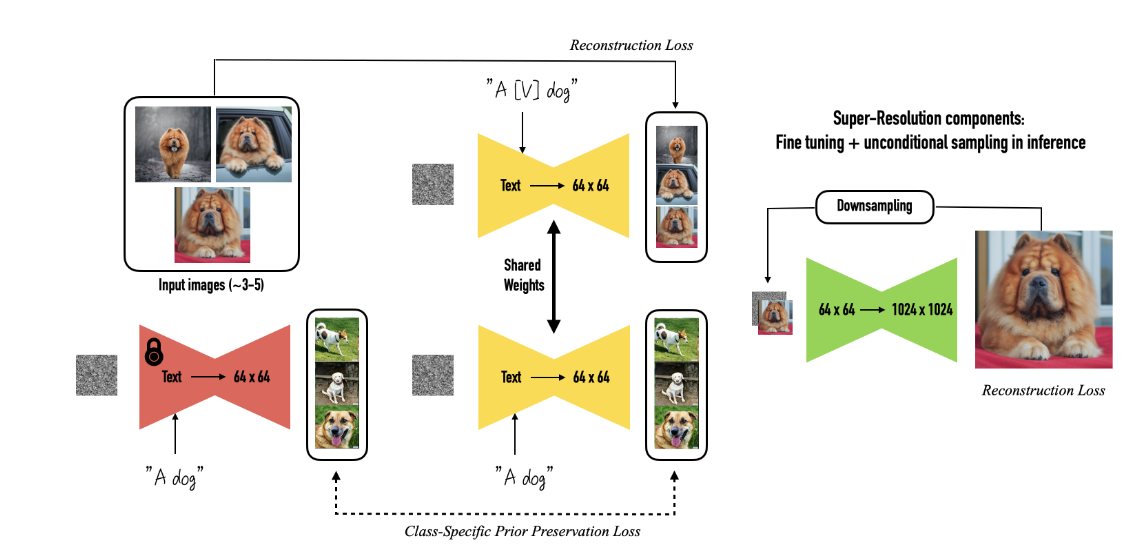 Reconstruction Loss
"A [V] dog"
Text
64 x 64
Input images (~3-5)
Shared
Weights
Text
64 x 64
"A dog"
Text
64 x 64
"A dog"
Class-Specific Prior Preservation Loss
Super-Resolution components:
Fine tuning + unconditional sampling in inference
Downsampling
64 x 64
1024 x 1024
Reconstruction Loss